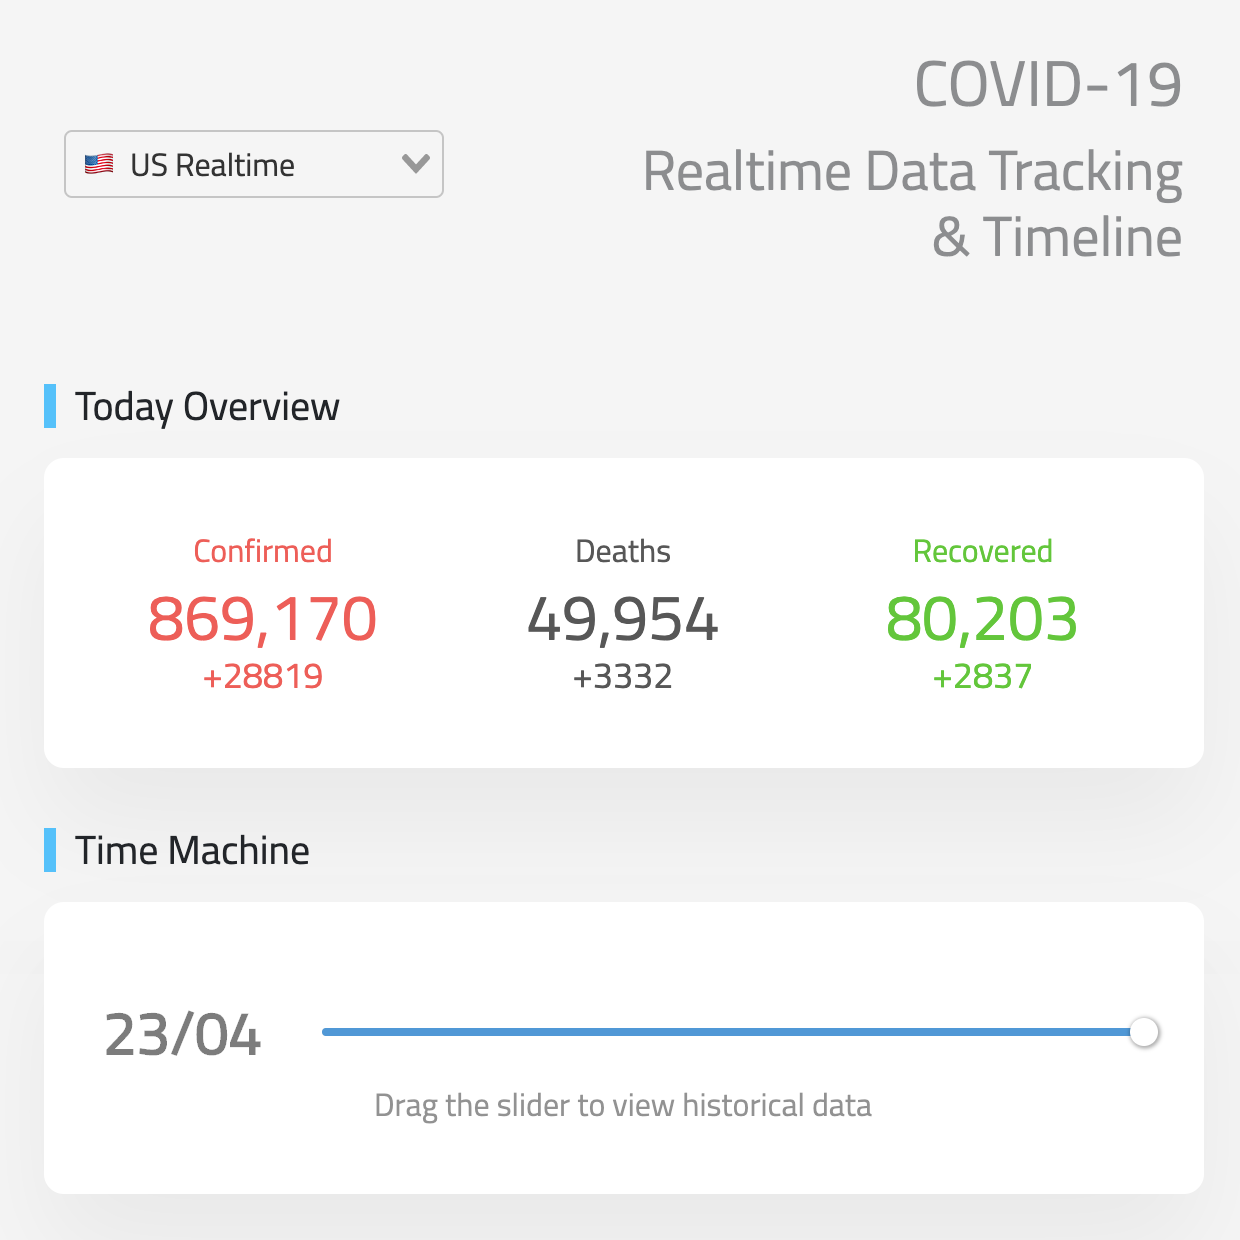 COVID-19
US Realtime
Realtime Data Tracking
& Timeline
Today Overview
Confirmed
869,170
+28819
Deaths
49,954
+3332
Recovered
80,203
+2837
Time Machine
23/04
Drag the slider to view historical data